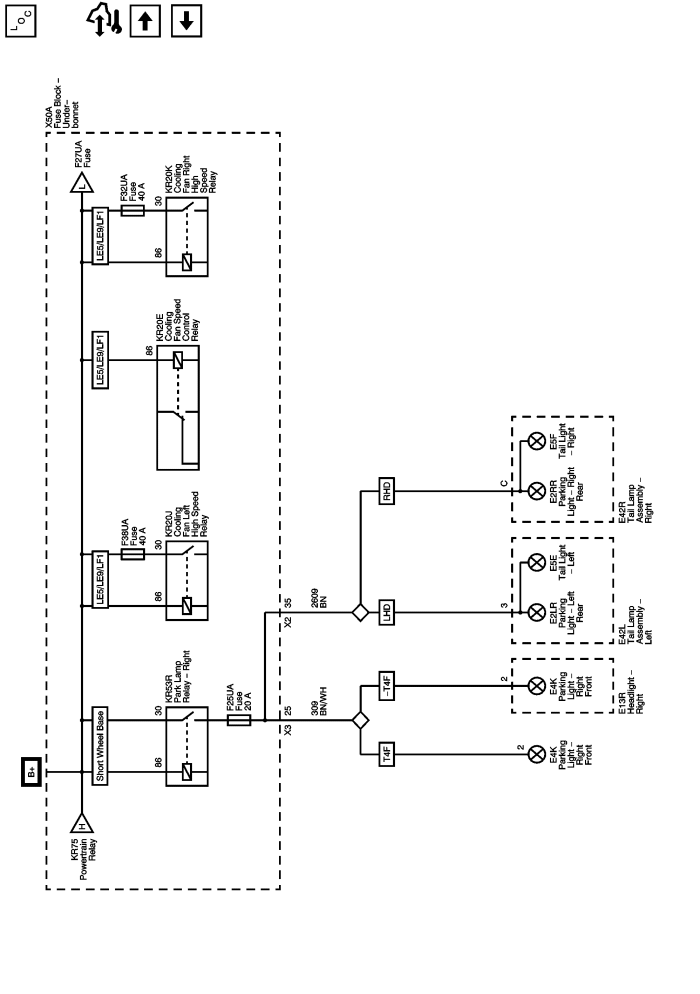 L O C
X50A
Fuse Block –
Under–
bonnet
F27UA
Fuse
L
LE5/LE9/LF1
F32UA
Fuse
40 A
30
86
KR20K
Cooling
Fan Right
High
Speed
Relay
LE5/LE9/LF1
86
KR20E
Cooling
Fan Speed
Control
Relay
LE5/LE9/LF1
F38UA
Fuse
40 A
30
86
KR20J
Cooling
Fan Left
High Speed
Relay
B+
Short Wheel Base
30
86
KR53R
Park Lamp
Relay – Right
F25UA
Fuse
20 A
H
KR75
Powertrain
Relay
35
X2
2609
BN
25
X3
309
BN/WH
RHD
LHD
–T4F
T4F
C
E5F
Tail Light
– Right
E2RR
Parking
Light – Right
Rear
E42R
Tail Lamp
Assembly –
Right
3
E5E
Tail Light
– Left
E2LR
Parking
Light – Left
Rear
E42L
Tail Lamp
Assembly –
Left
2
E4K
Parking
Light –
Right
Front
E13R
Headlight –
Right
2
E4K
Parking
Light –
Right
Front